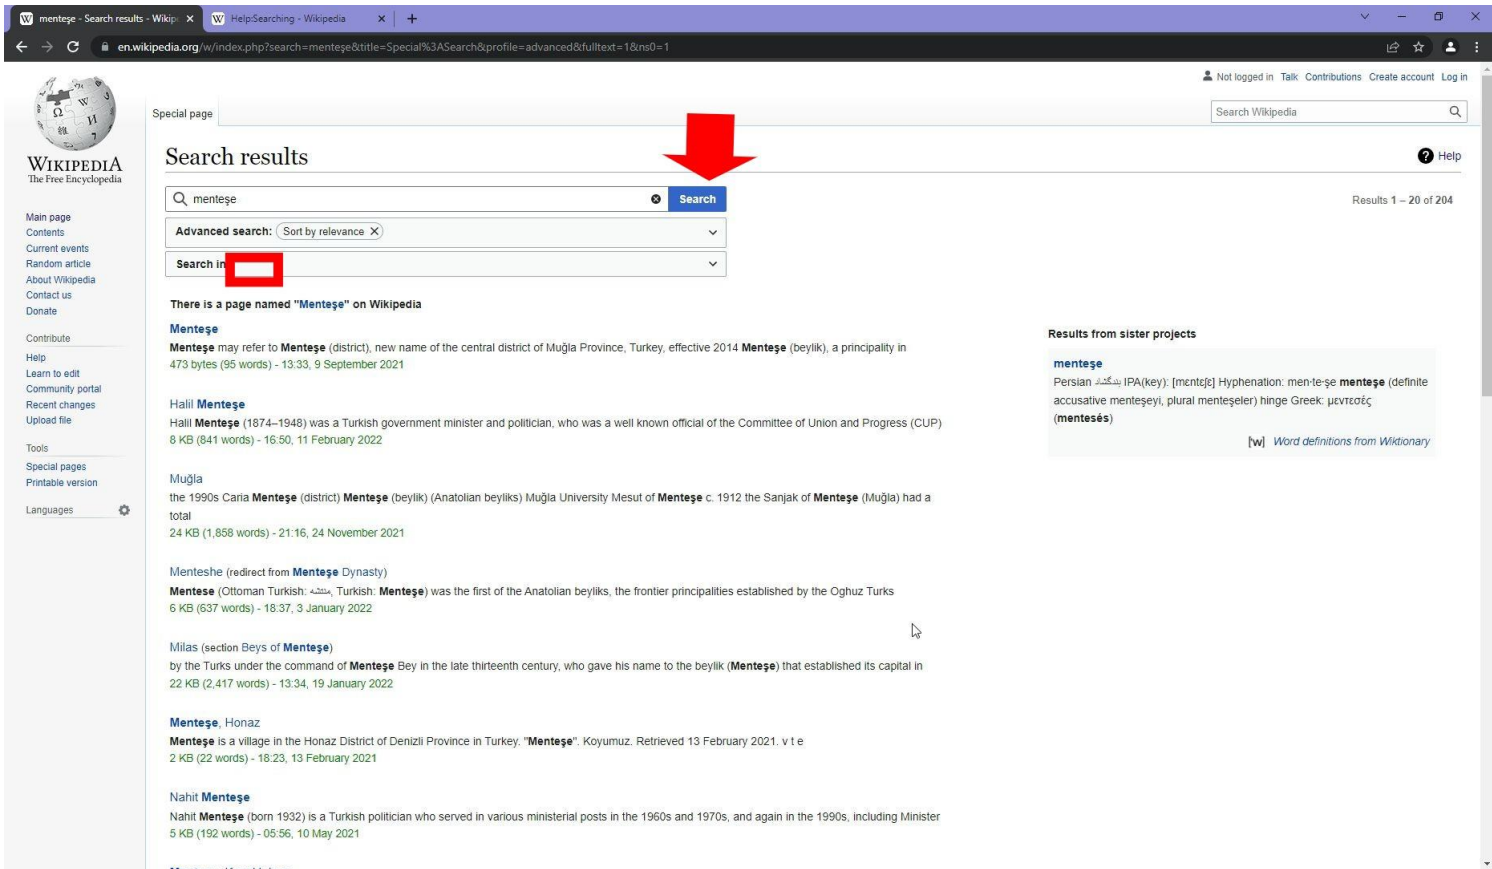 menteşe - Search results - Wikip
Help:Searching - Wikipedia
en.wikipedia.org/w/index.php?search=menteşe&title=Special%3ASearch&profile=advanced&fulltext=1&ns0=1
Not logged in Talk Contributions Create account Log in
Special page
Search Wikipedia
WIKIPEDIA
The Free Encyclopedia
Search results
Help
menteşe
Search
Results 1 – 20 of 204
Advanced search: Sort by relevance
Search in
Main page
Contents
Current events
Random article
About Wikipedia
Contact us
Donate
Contribute
Help
Learn to edit
Community portal
Recent changes
Upload file
Tools
Special pages
Printable version
Languages
There is a page named "Menteşe" on Wikipedia
Menteşe
Menteşe may refer to Menteşe (district), new name of the central district of Muğla Province, Turkey, effective 2014 Menteşe (beylik), a principality in
473 bytes (95 words) - 13:33, 9 September 2021
Halil Menteşe
Halil Menteşe (1874–1948) was a Turkish government minister and politician, who was a well known official of the Committee of Union and Progress (CUP)
8 KB (841 words) - 16:50, 11 February 2022
Muğla
the 1990s Caria Menteşe (district) Menteşe (beylik) (Anatolian beyliks) Muğla University Mesut of Menteşe c. 1912 the Sanjak of Menteşe (Muğla) had a
total
24 KB (1,858 words) - 21:16, 24 November 2021
Menteshe (redirect from Menteşe Dynasty)
Mentese (Ottoman Turkish: منتشه, Turkish: Menteşe) was the first of the Anatolian beyliks, the frontier principalities established by the Oghuz Turks
6 KB (637 words) - 18:37, 3 January 2022
Milas (section Beys of Menteşe)
by the Turks under the command of Menteşe Bey in the late thirteenth century, who gave his name to the beylik (Menteşe) that established its capital in
22 KB (2,417 words) - 13:34, 19 January 2022
Menteşe, Honaz
Menteşe is a village in the Honaz District of Denizli Province in Turkey. "Menteşe". Koyumuz. Retrieved 13 February 2021. v t e
2 KB (22 words) - 18:23, 13 February 2021
Nahit Menteşe
Nahit Menteşe (born 1932) is a Turkish politician who served in various ministerial posts in the 1960s and 1970s, and again in the 1990s, including Minister
5 KB (192 words) - 05:56, 10 May 2021
Results from sister projects
menteşe
Persian بندگشاد IPA(key): [mɛnteʃɛ] Hyphenation: men‧te‧şe menteşe (definite
accusative menteşeyi, plural menteşeler) hinge Greek: μεντεσές
(mentesés)
['w] Word definitions from Wiktionary